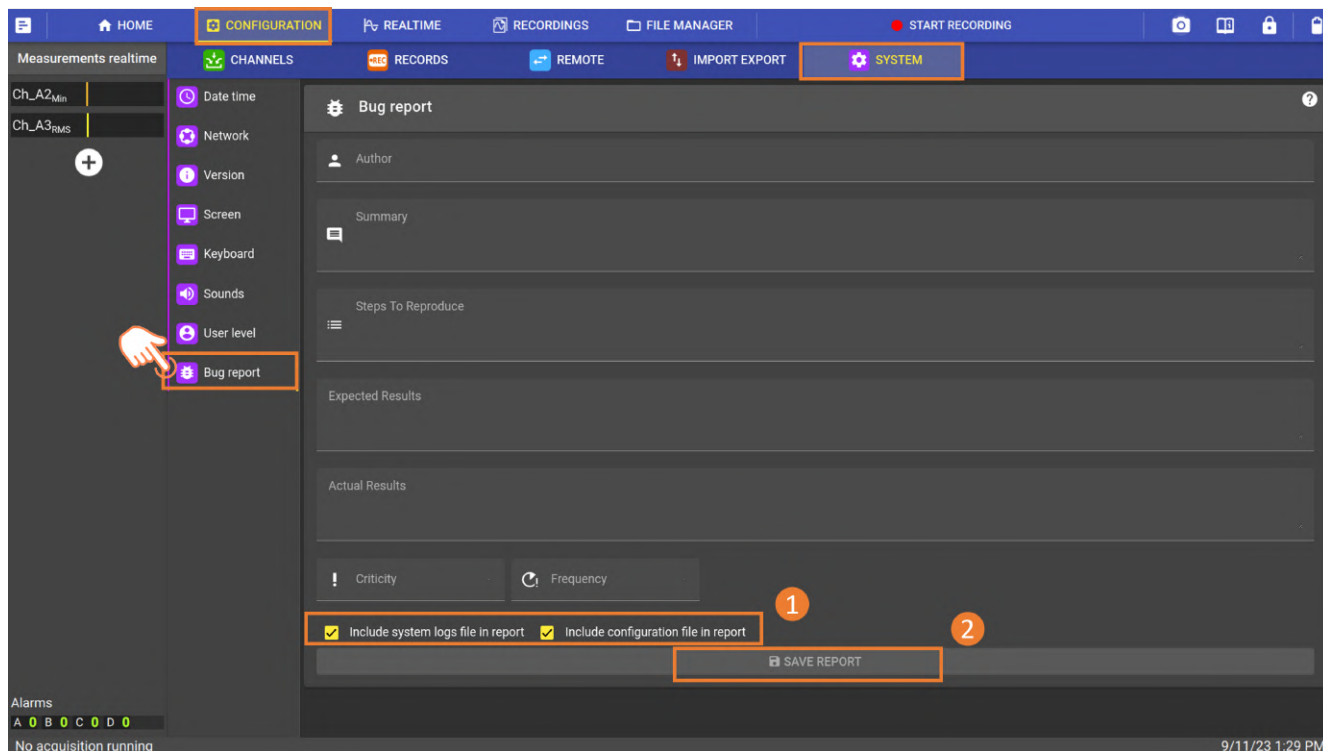 HOME
CONFIGURATION
REALTIME
RECORDINGS
FILE MANAGER
START RECORDING
Measurements realtime
CHANNELS
REC
RECORDS
REMOTE
IMPORT EXPORT
SYSTEM
Ch_A2Min
Ch_A3RMS
Date time
Network
Version
Screen
Keyboard
Sounds
User level
Bug report
Bug report
Author
Summary
Steps To Reproduce
Expected Results
Actual Results
Criticity
Frequency
1
Include system logs file in report
Include configuration file in report
2
SAVE REPORT
Alarms
A 0 B 0 C 0 D 0
No acquisition running
9/11/23 1:29 PM